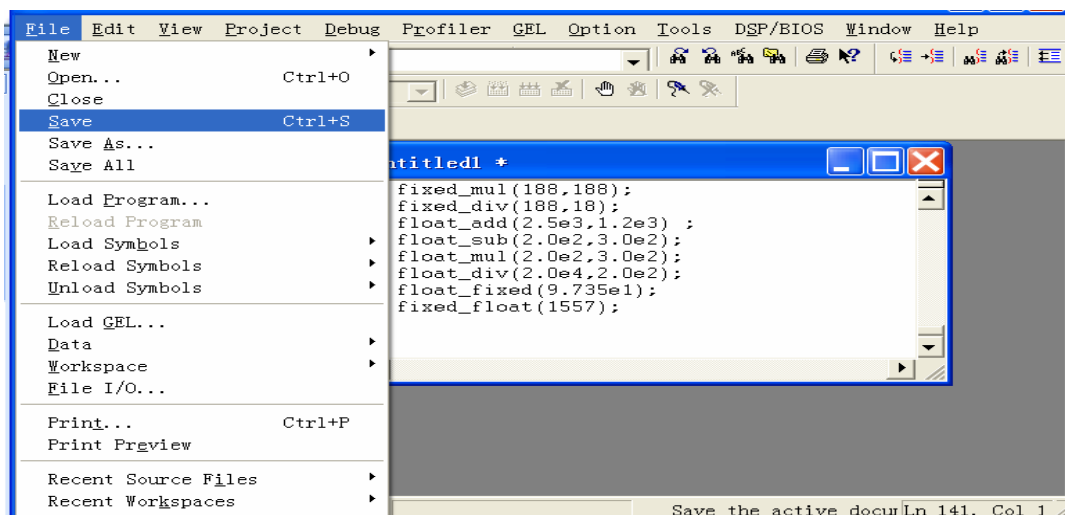 File Edit View Project Debug Profiler GEL Option Tools DSP/BIOS Window Help
New
Open... Ctrl+O
Close
Save Ctrl+S
Save As...
Save All
Load Program...
Reload Program
Load Symbols
Reload Symbols
Unload Symbols
Load GEL...
Data
Workspace
File I/O...
Print... Ctrl+P
Print Preview
Recent Source Files
Recent Workspaces
ntitled1 *
fixed_mul(188,188);
fixed_div(188,18);
float_add(2.5e3,1.2e3) ;
float_sub(2.0e2,3.0e2);
float_mul(2.0e2,3.0e2);
float_div(2.0e4,2.0e2);
float_fixed(9.735e1);
fixed_float(1557);
Save the active docur Ln 141, Col 1